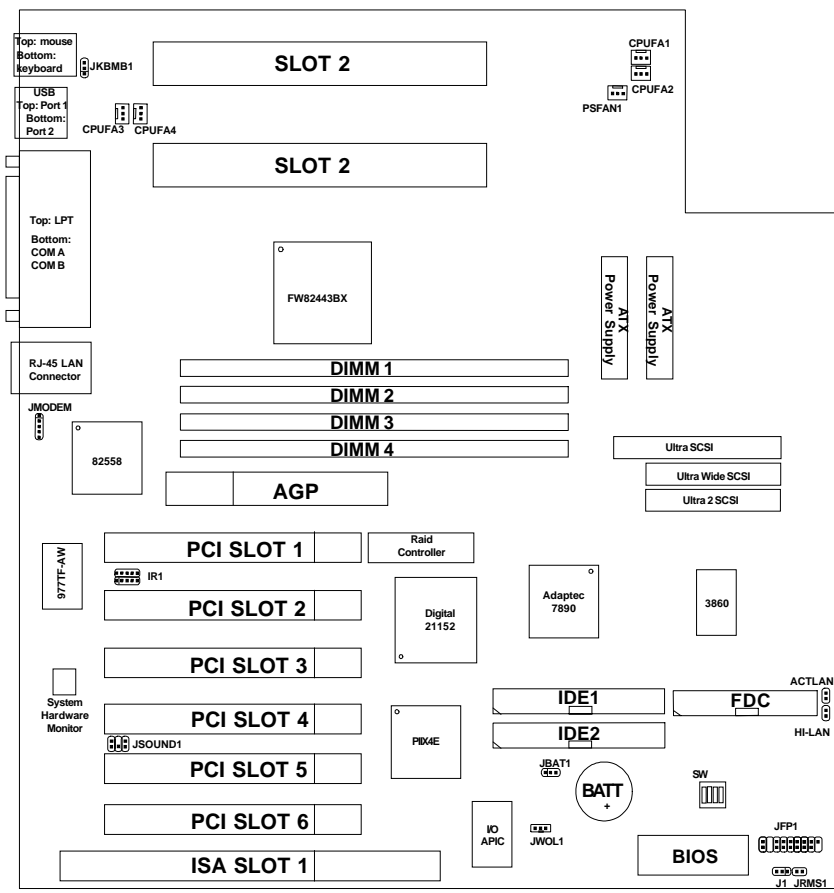 Top: mouse
Bottom:
keyboard
JKBMB1
USB
Top: Port 1
Bottom:
Port 2
CPUFA3
CPUFA4
SLOT 2
SLOT 2
CPUFA1
CPUFA2
PSFAN1
Top: LPT
Bottom:
COM A
COM B
FW82443BX
ATX
Power Supply
ATX
Power Supply
RJ-45 LAN
Connector
DIMM 1
DIMM 2
DIMM 3
DIMM 4
JMODEM
82558
AGP
Ultra SCSI
Ultra Wide SCSI
Ultra 2 SCSI
977TF-AW
PCI SLOT 1
Raid
Controller
IR1
PCI SLOT 2
Digital
21152
Adaptec
7890
3860
PCI SLOT 3
System
Hardware
Monitor
PCI SLOT 4
JSOUND1
PIIX4E
IDE1
IDE2
FDC
ACTLAN
HI-LAN
PCI SLOT 5
JBAT1
BATT
+
SW
PCI SLOT 6
I/O
APIC
JWOL1
BIOS
JFP1
ISA SLOT 1
J1
JRMS1